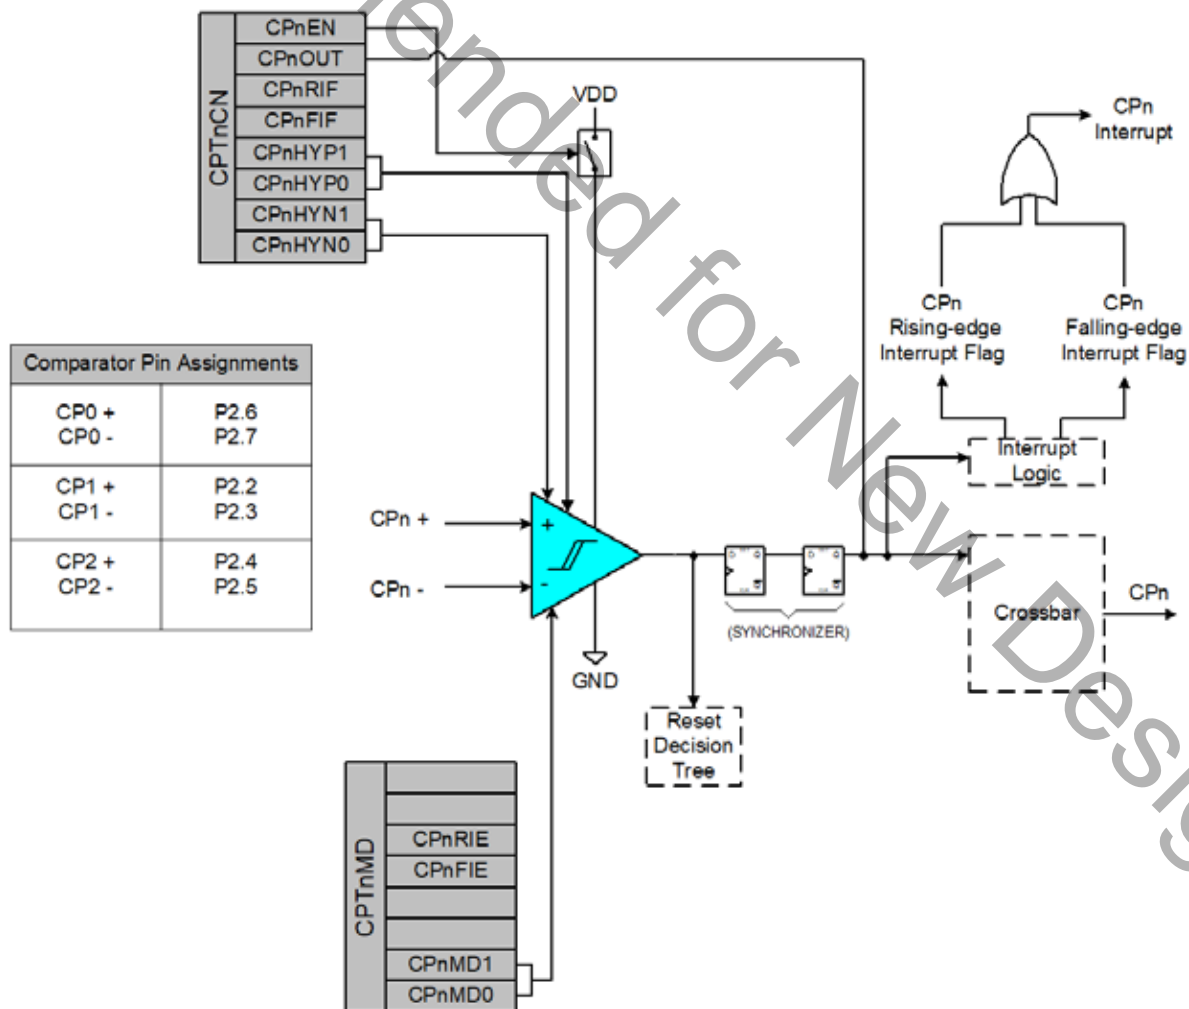 CPTnCN
CPnEN
CPnOUT
CPnRIF
CPnFIF
CPnHYP1
CPnHYP0
CPnHYN1
CPnHYN0
VDD
CPn
Interrupt
CPn
Rising-edge
Interrupt Flag
CPn
Falling-edge
Interrupt Flag
Interrupt
Logic
Comparator Pin Assignments
CP0 + P2.6
CP0 - P2.7
CP1 + P2.2
CP1 - P2.3
CP2 + P2.4
CP2 - P2.5
CPn +
CPn -
+
-
(SYNCHRONIZER)
GND
Reset
Decision
Tree
Crossbar
CPn
CPTnMD
CPnRIE
CPnFIE
CPnMD1
CPnMD0
for New